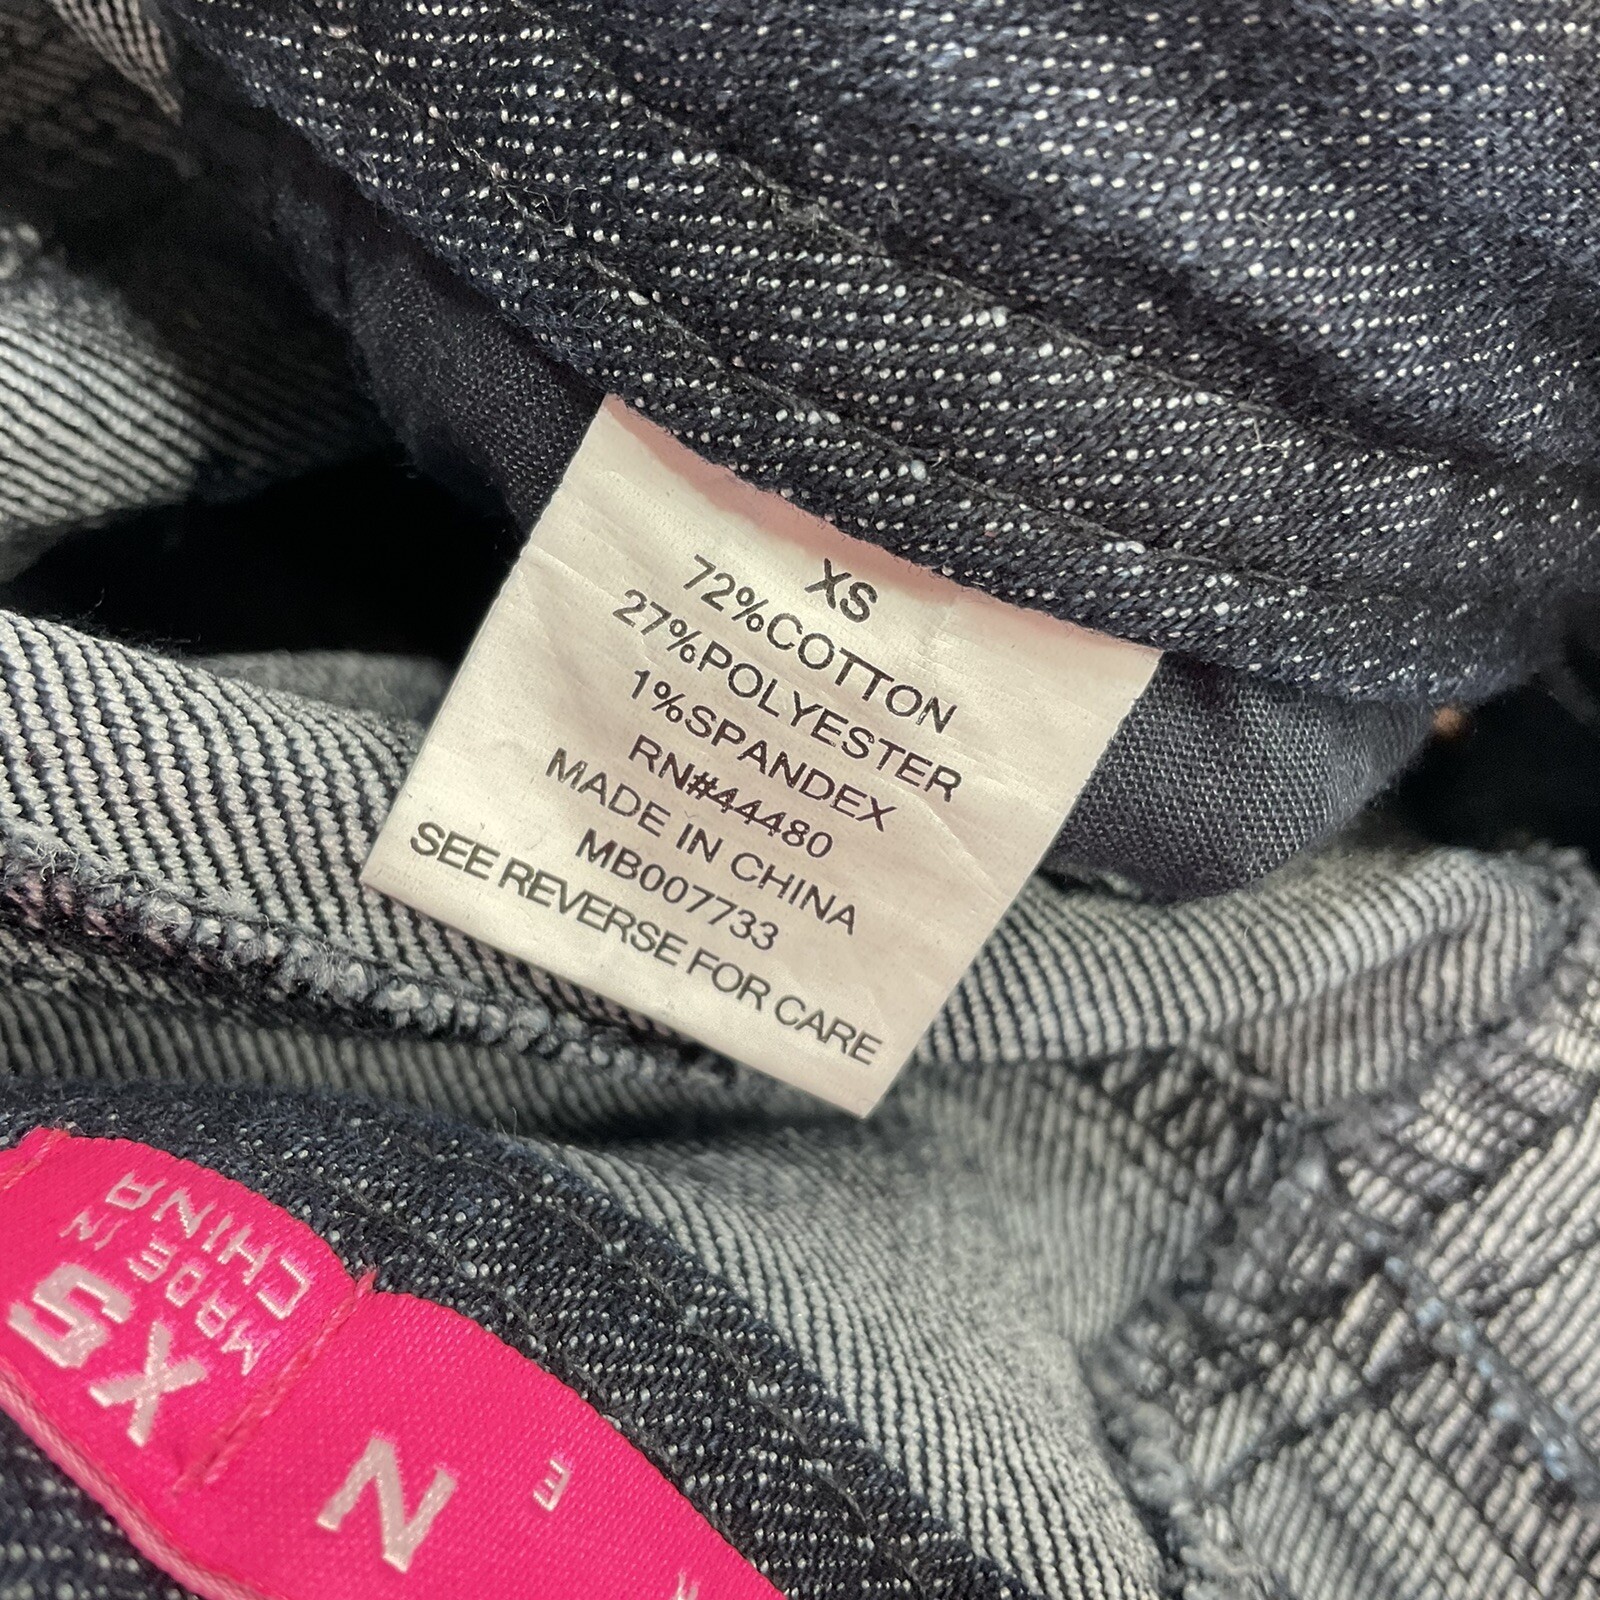 XS
72%COTTON
27%POLYESTER
1%SPANDEX
RN#44480
MADE IN CHINA
MB007733
SEE REVERSE FOR CARE
MADE IN
CHINA
XS
N
E